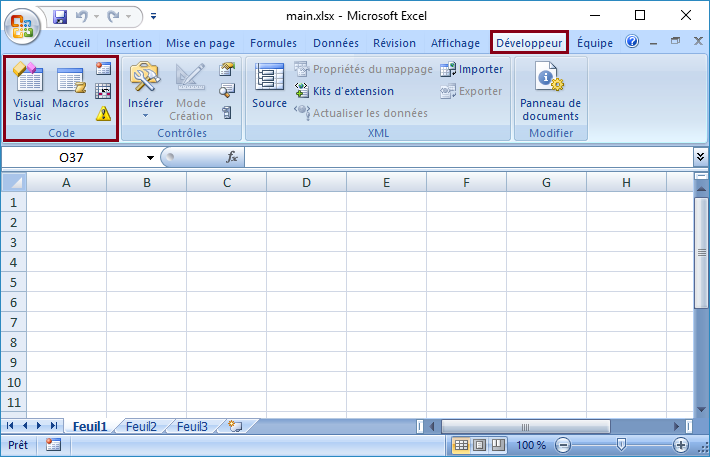 main.xlsx - Microsoft Excel
Accueil Insertion Mise en page Formules Données Révision Affichage Développeur Équipe
Visual Basic Macros
Code
Insérer Mode Création
Contrôles
Source Propriétés du mappage Importer
Kits d'extension Exporter
Actualiser les données
XML
Panneau de documents
Modifier
O37 fx
A B C D E F G H
1
2
3
4
5
6
7
8
9
10
11
Feuil1 Feuil2 Feuil3
Prêt 100 %